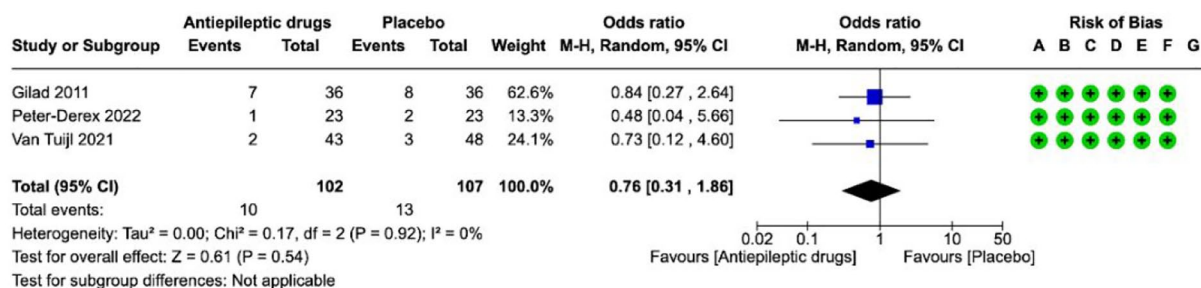 Antiepileptic drugs Placebo Odds ratio Odds ratio Risk of Bias
Study or Subgroup Events Total Events Total Weight M-H, Random, 95% CI M-H, Random, 95% CI A B C D E F G
Gilad 2011 7 36 8 36 62.6% 0.84 [0.27 , 2.64] + + + + + +
Peter-Derex 2022 1 23 2 23 13.3% 0.48 [0.04 , 5.66] + + + + + +
Van Tuijl 2021 2 43 3 48 24.1% 0.73 [0.12 , 4.60] + + + + + +
Total (95% CI) 102 107 100.0% 0.76 [0.31 , 1.86]
Total events: 10 13
Heterogeneity: Tau² = 0.00; Chi² = 0.17, df = 2 (P = 0.92); I² = 0%
0.02 0.1 1 10 50
Test for overall effect: Z = 0.61 (P = 0.54) Favours [Antiepileptic drugs] Favours [Placebo]
Test for subgroup differences: Not applicable